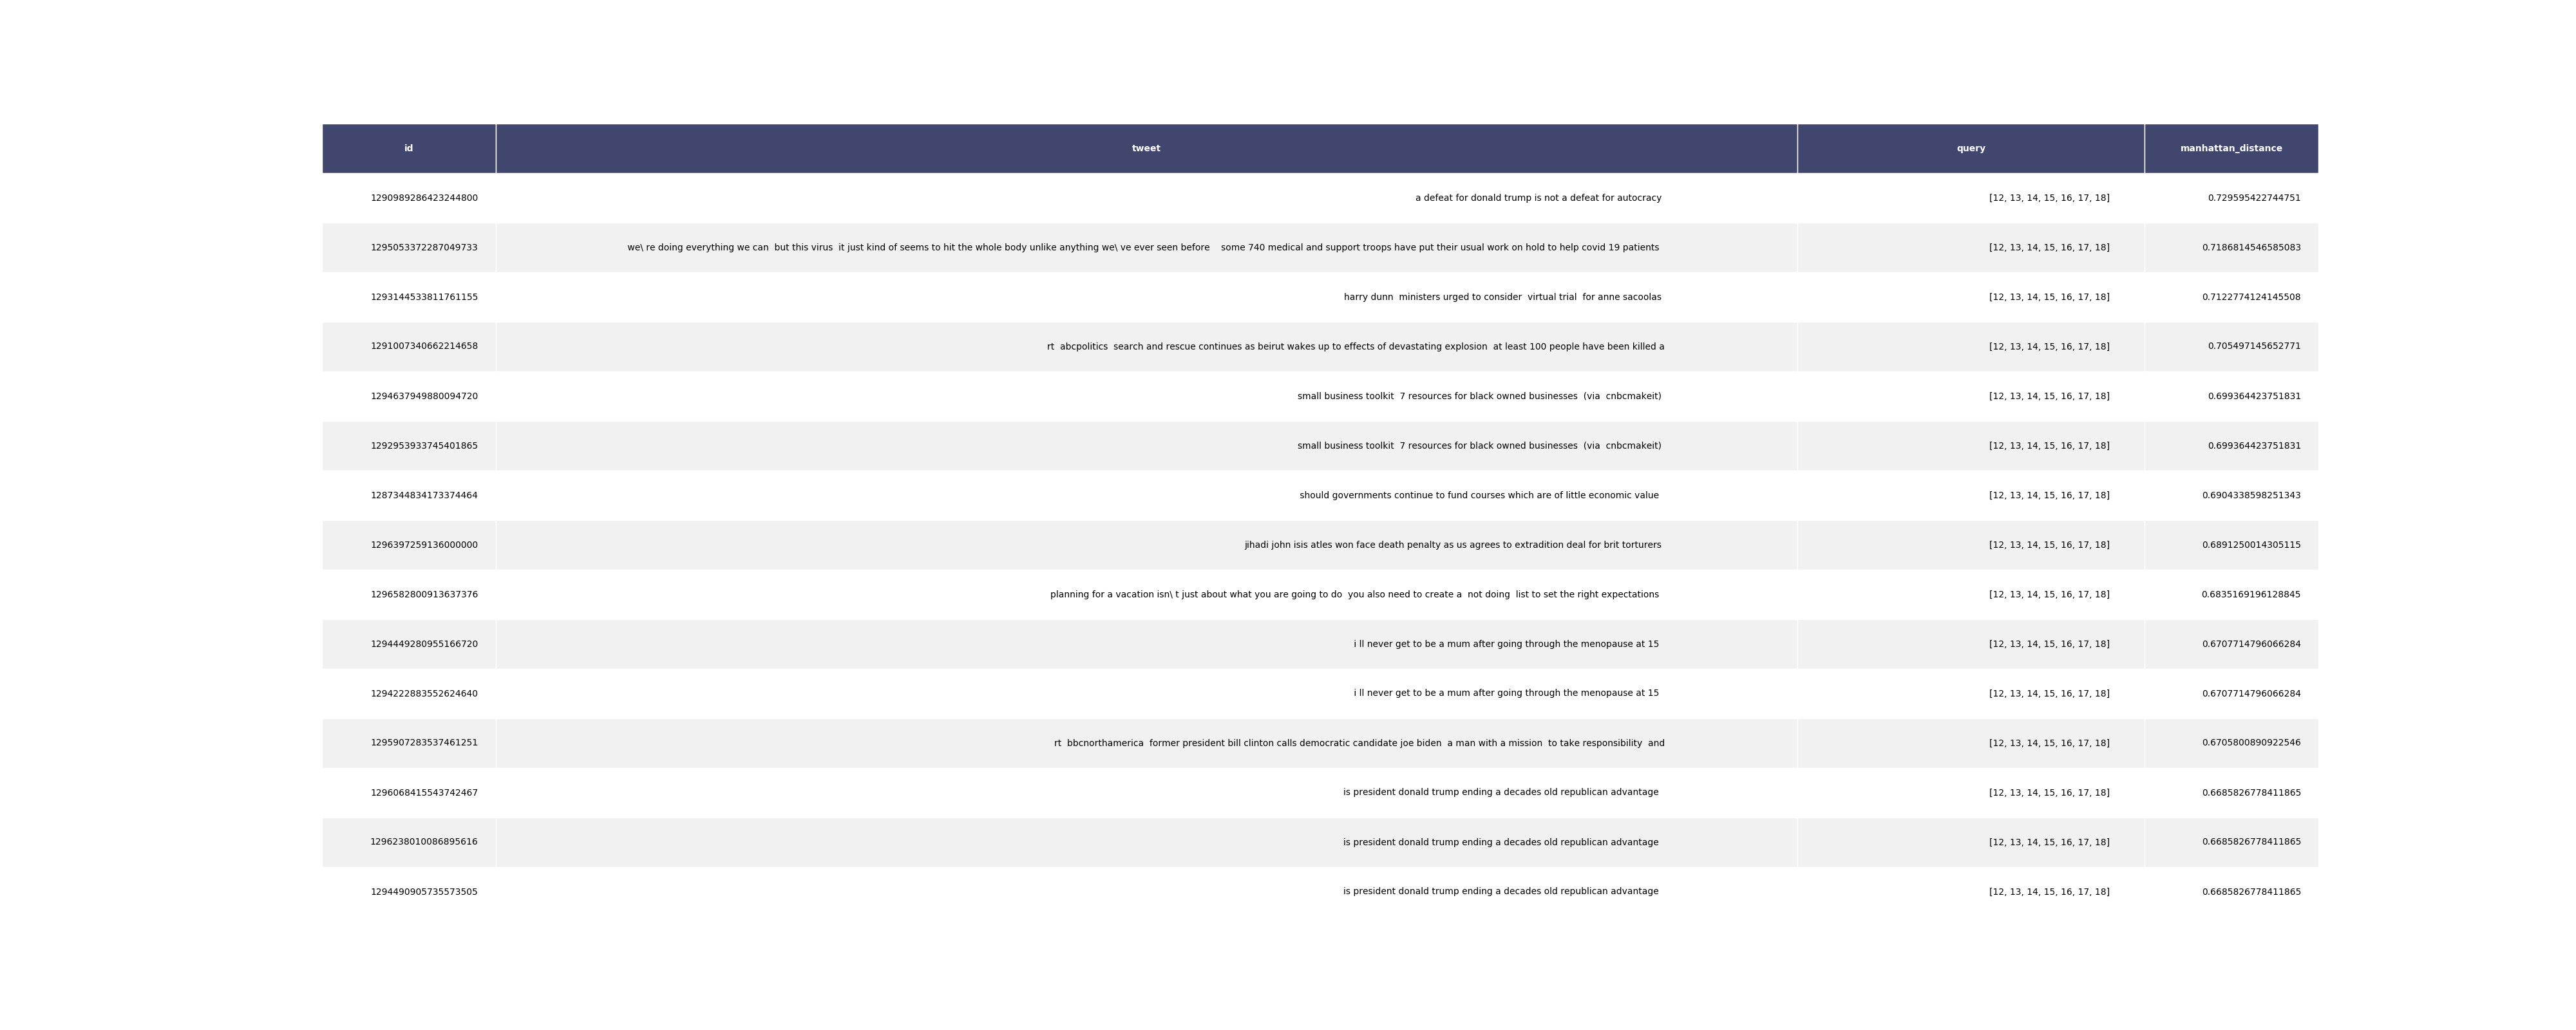 id tweet query manhattan_distance
1290989286423244800 a defeat for donald trump is not a defeat for autocracy [12, 13, 14, 15, 16, 17, 18] 0.729595422744751
1295053372287049733 we\ re doing everything we can  but this virus  it just kind of seems to hit the whole body unlike anything we\ ve ever seen before    some 740 medical and support troops have put their usual work on hold to help covid 19 patients [12, 13, 14, 15, 16, 17, 18] 0.7186814546585083
1293144533811761155 harry dunn  ministers urged to consider  virtual trial  for anne sacoolas [12, 13, 14, 15, 16, 17, 18] 0.7122774124145508
1291007340662214658 rt  abcpolitics  search and rescue continues as beirut wakes up to effects of devastating explosion  at least 100 people have been killed a [12, 13, 14, 15, 16, 17, 18] 0.705497145652771
1294637949880094720 small business toolkit  7 resources for black owned businesses  (via  cnbcmakeit) [12, 13, 14, 15, 16, 17, 18] 0.699364423751831
1292953933745401865 small business toolkit  7 resources for black owned businesses  (via  cnbcmakeit) [12, 13, 14, 15, 16, 17, 18] 0.699364423751831
1287344834173374464 should governments continue to fund courses which are of little economic value [12, 13, 14, 15, 16, 17, 18] 0.6904338598251343
1296397259136000000 jihadi john isis atles won face death penalty as us agrees to extradition deal for brit torturers [12, 13, 14, 15, 16, 17, 18] 0.6891250014305115
1296582800913637376 planning for a vacation isn\ t just about what you are going to do  you also need to create a  not doing  list to set the right expectations [12, 13, 14, 15, 16, 17, 18] 0.6835169196128845
1294449280955166720 i ll never get to be a mum after going through the menopause at 15 [12, 13, 14, 15, 16, 17, 18] 0.6707714796066284
1294222883552624640 i ll never get to be a mum after going through the menopause at 15 [12, 13, 14, 15, 16, 17, 18] 0.6707714796066284
1295907283537461251 rt  bbcnorthamerica  former president bill clinton calls democratic candidate joe biden  a man with a mission  to take responsibility  and [12, 13, 14, 15, 16, 17, 18] 0.6705800890922546
1296068415543742467 is president donald trump ending a decades old republican advantage [12, 13, 14, 15, 16, 17, 18] 0.6685826778411865
1296238010086895616 is president donald trump ending a decades old republican advantage [12, 13, 14, 15, 16, 17, 18] 0.6685826778411865
1294490905735573505 is president donald trump ending a decades old republican advantage [12, 13, 14, 15, 16, 17, 18] 0.6685826778411865